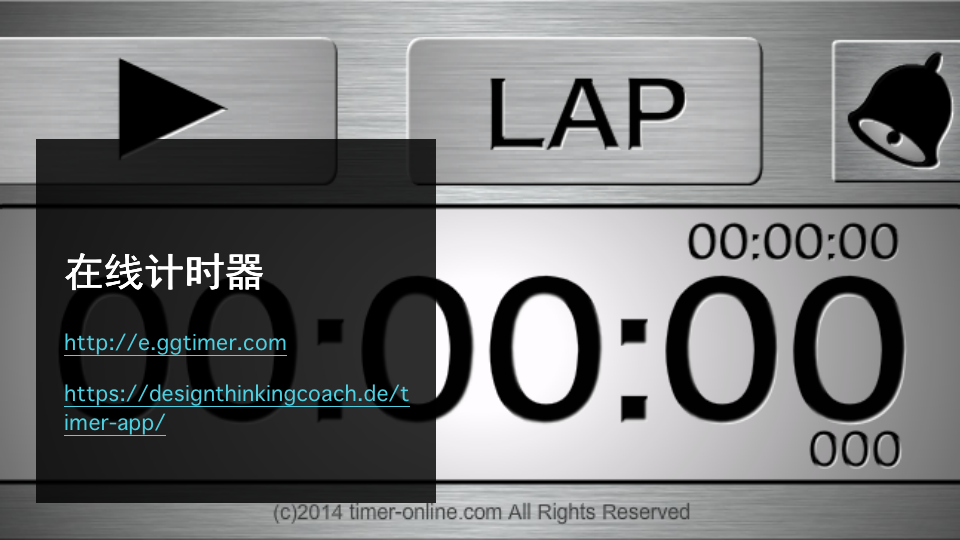 LAP
00:00:00
在线计时器
00:00:00
http://e.ggtimer.com
https://designthinkingcoach.de/t
imer-app/
000
(c)2014 timer-online.com All Rights Reserved